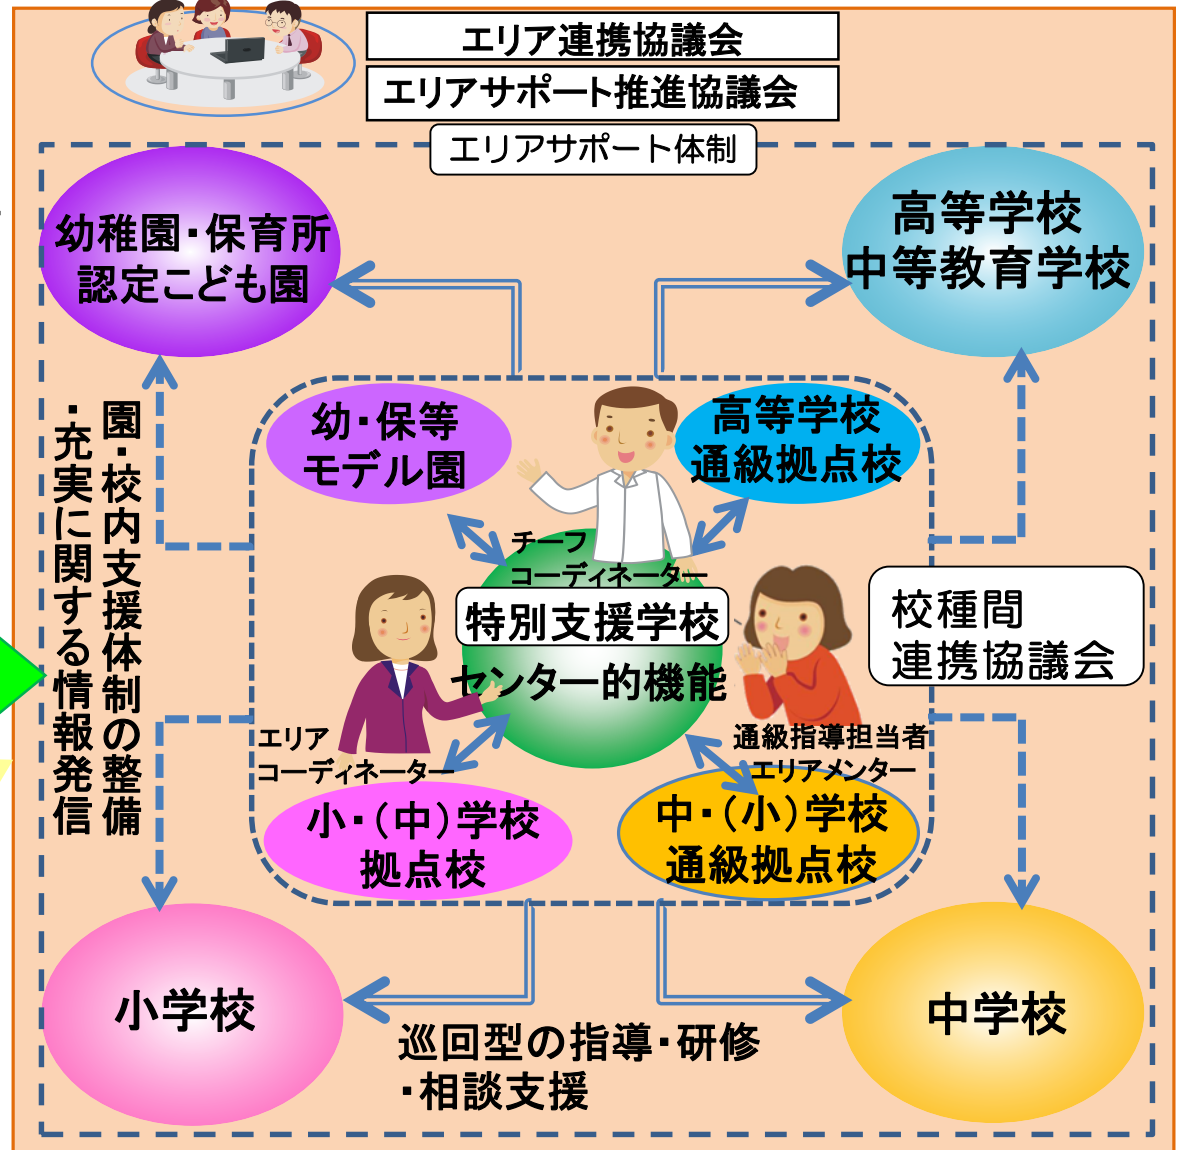 エリア連携協議会
エリアサポート推進協議会
エリアサポート体制
幼稚園・保育所
認定こども園
高等学校
中等教育学校
幼・保等
モデル園
高等学校
通級拠点校
園・校内支援体制の整備
・充実に関する情報発信
チーフ
コーディネーター
特別支援学校
センター的機能
校種間
連携協議会
エリア
コーディネーター
通級指導担当者
エリアメンター
小・（中）学校
拠点校
中・（小）学校
通級拠点校
小学校
中学校
巡回型の指導・研修
・相談支援